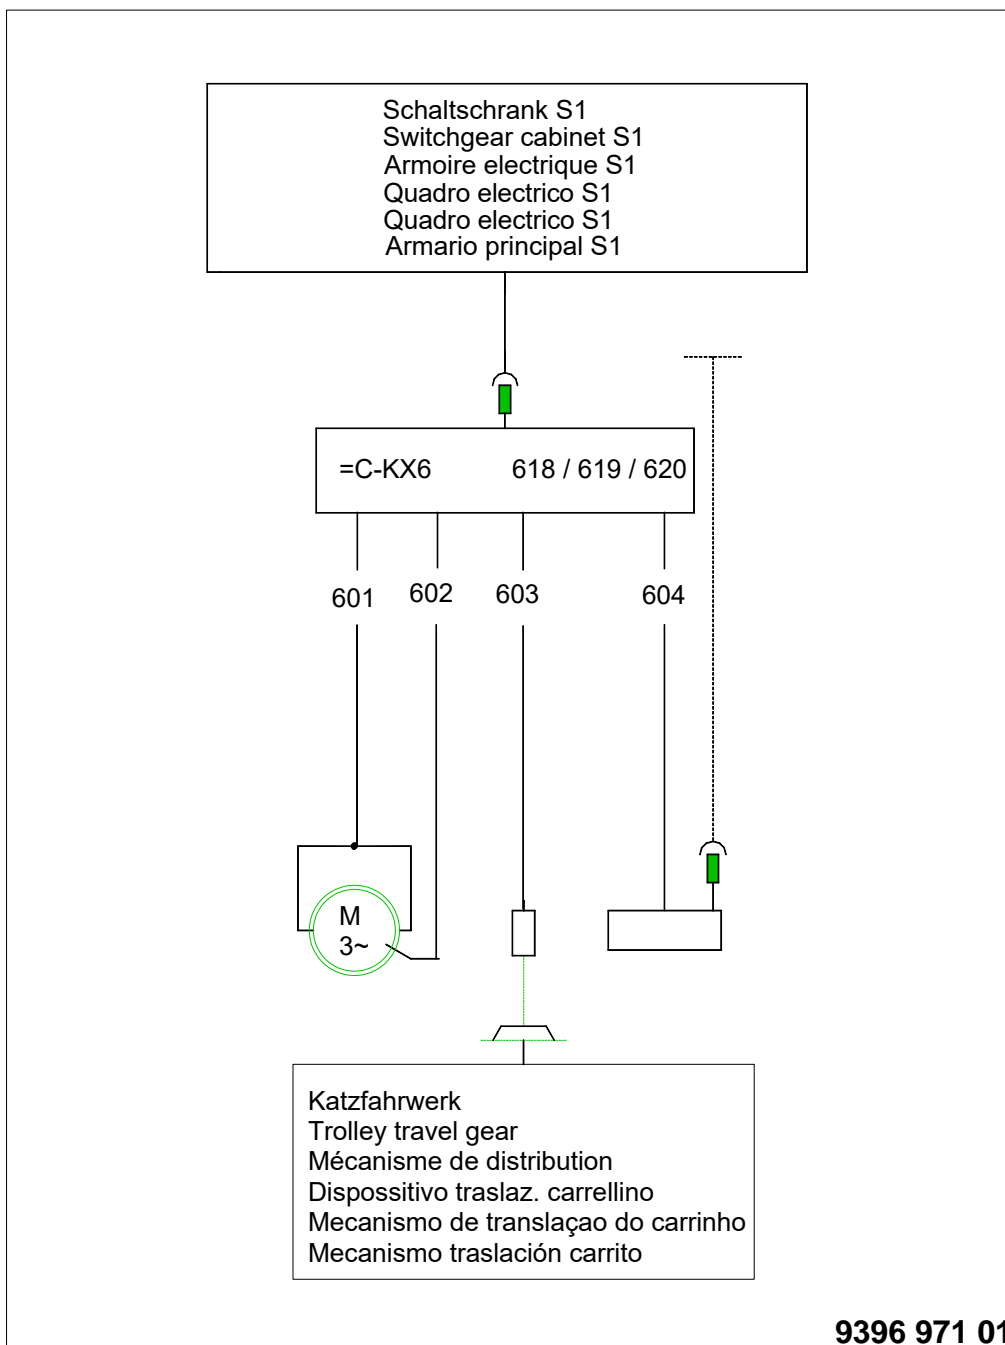 Schaltschrank S1
Switchgear cabinet S1
Armoire electrique S1
Quadro electrico S1
Quadro electrico S1
Armario principal S1
=C-KX6 618 / 619 / 620
601 602 603 604
M
3~
Katzfahrwerk
Trolley travel gear
Mécanisme de distribution
Dispossitivo traslaz. carrellino
Mecanismo de translaçao do carrinho
Mecanismo traslación carrito
9396 971 01